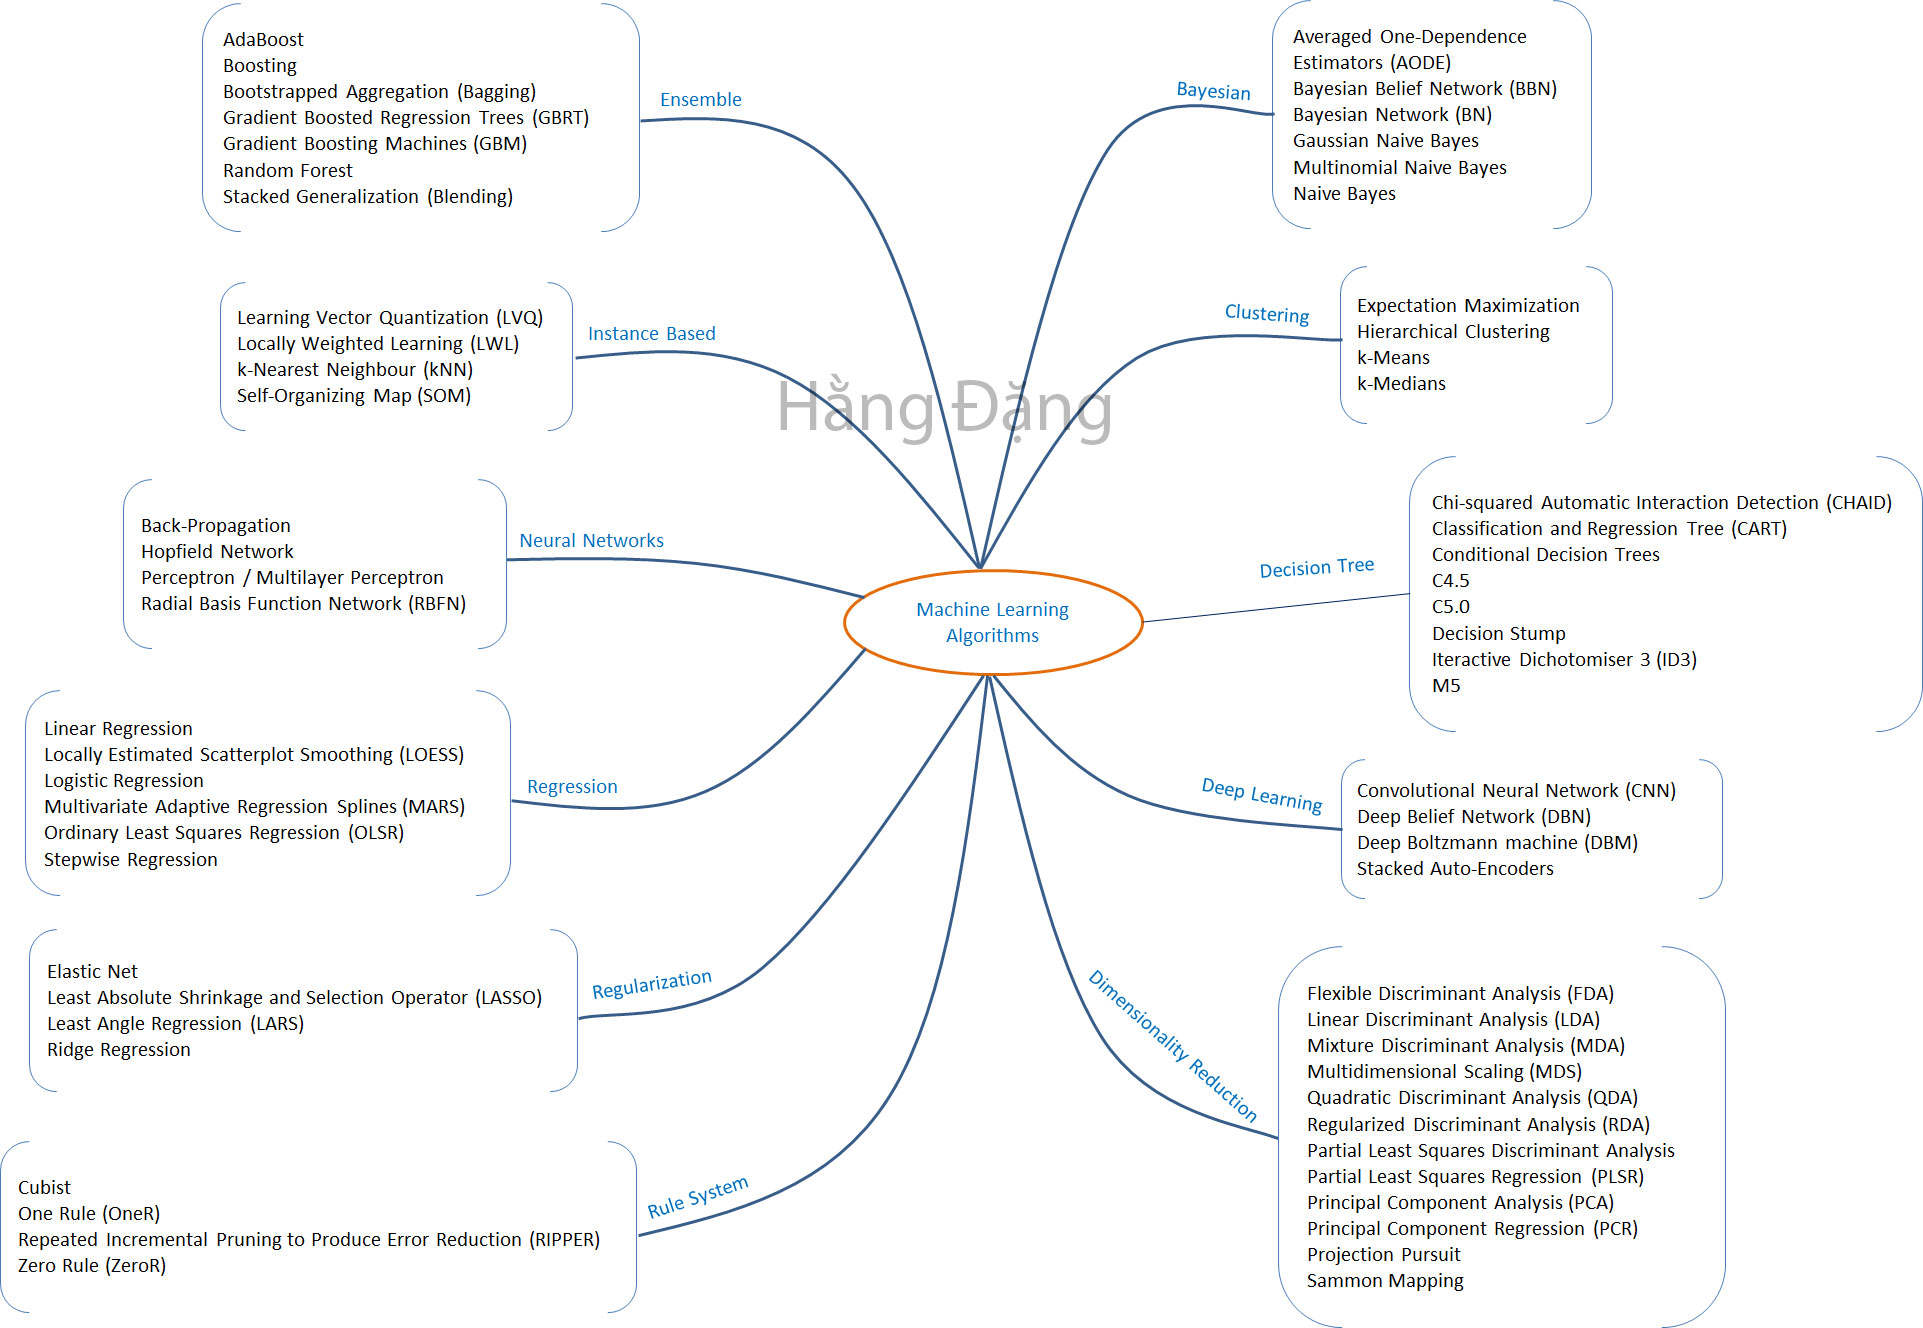 AdaBoost
Boosting
Bootstrapped Aggregation (Bagging)
Gradient Boosted Regression Trees (GBRT)
Gradient Boosting Machines (GBM)
Random Forest
Stacked Generalization (Blending)
Ensemble
Bayesian
Averaged One-Dependence
Estimators (AODE)
Bayesian Belief Network (BBN)
Bayesian Network (BN)
Gaussian Naive Bayes
Multinomial Naive Bayes
Naive Bayes
Learning Vector Quantization (LVQ)
Locally Weighted Learning (LWL)
k-Nearest Neighbour (kNN)
Self-Organizing Map (SOM)
Instance Based
Clustering
Expectation Maximization
Hierarchical Clustering
k-Means
k-Medians
Hằng Đặng
Back-Propagation
Hopfield Network
Perceptron / Multilayer Perceptron
Radial Basis Function Network (RBFN)
Neural Networks
Machine Learning
Algorithms
Decision Tree
Chi-squared Automatic Interaction Detection (CHAID)
Classification and Regression Tree (CART)
Conditional Decision Trees
C4.5
C5.0
Decision Stump
Iteractive Dichotomiser 3 (ID3)
M5
Linear Regression
Locally Estimated Scatterplot Smoothing (LOESS)
Logistic Regression
Multivariate Adaptive Regression Splines (MARS)
Ordinary Least Squares Regression (OLSR)
Stepwise Regression
Regression
Deep Learning
Convolutional Neural Network (CNN)
Deep Belief Network (DBN)
Deep Boltzmann machine (DBM)
Stacked Auto-Encoders
Elastic Net
Least Absolute Shrinkage and Selection Operator (LASSO)
Least Angle Regression (LARS)
Ridge Regression
Regularization
Dimensionality Reduction
Flexible Discriminant Analysis (FDA)
Linear Discriminant Analysis (LDA)
Mixture Discriminant Analysis (MDA)
Multidimensional Scaling (MDS)
Quadratic Discriminant Analysis (QDA)
Regularized Discriminant Analysis (RDA)
Partial Least Squares Discriminant Analysis
Partial Least Squares Regression (PLSR)
Principal Component Analysis (PCA)
Principal Component Regression (PCR)
Projection Pursuit
Sammon Mapping
Cubist
One Rule (OneR)
Repeated Incremental Pruning to Produce Error Reduction (RIPPER)
Zero Rule (ZeroR)
Rule System